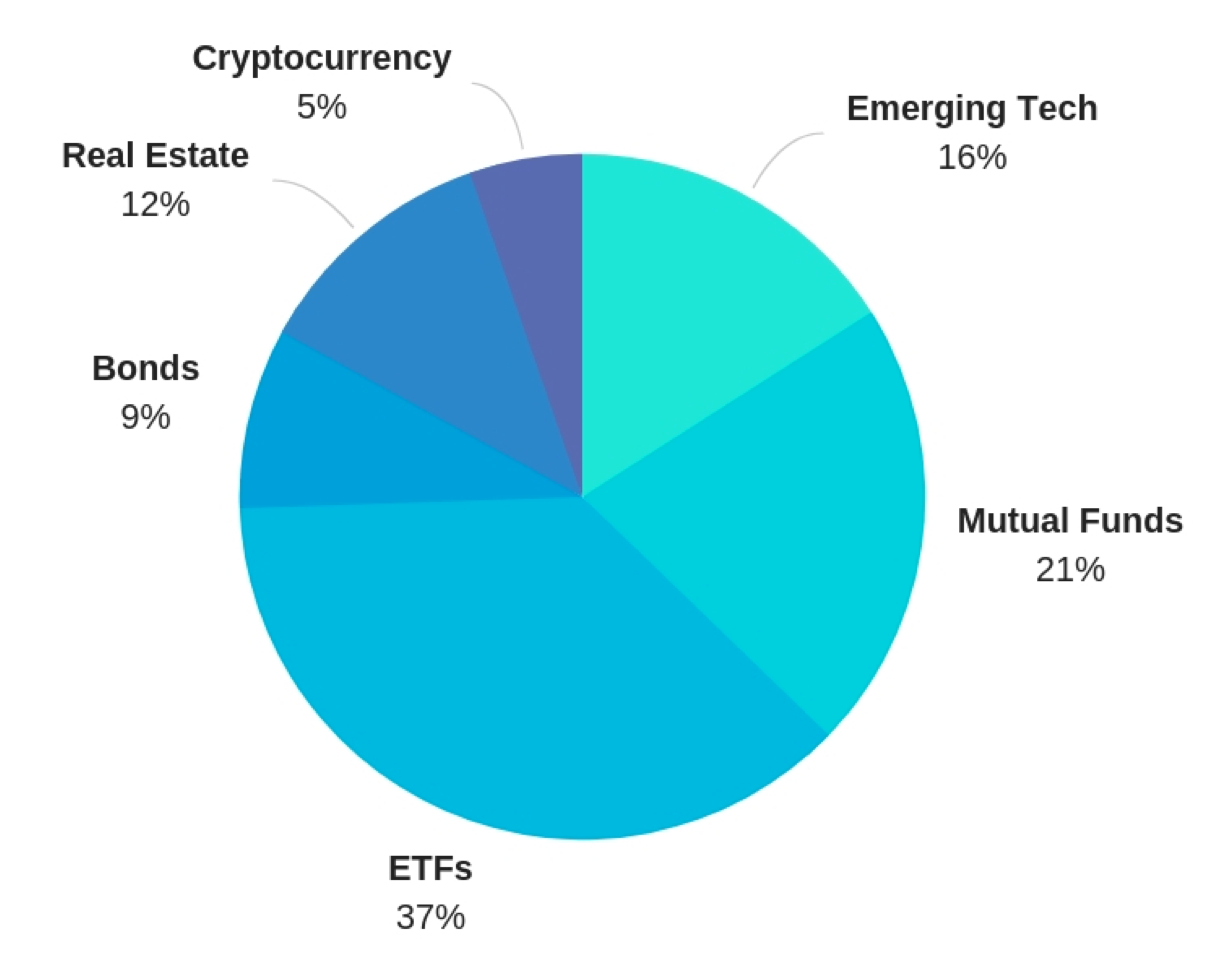 Cryptocurrency
5%
Emerging Tech
16%
Real Estate
12%
Bonds
9%
Mutual Funds
21%
ETFs
37%